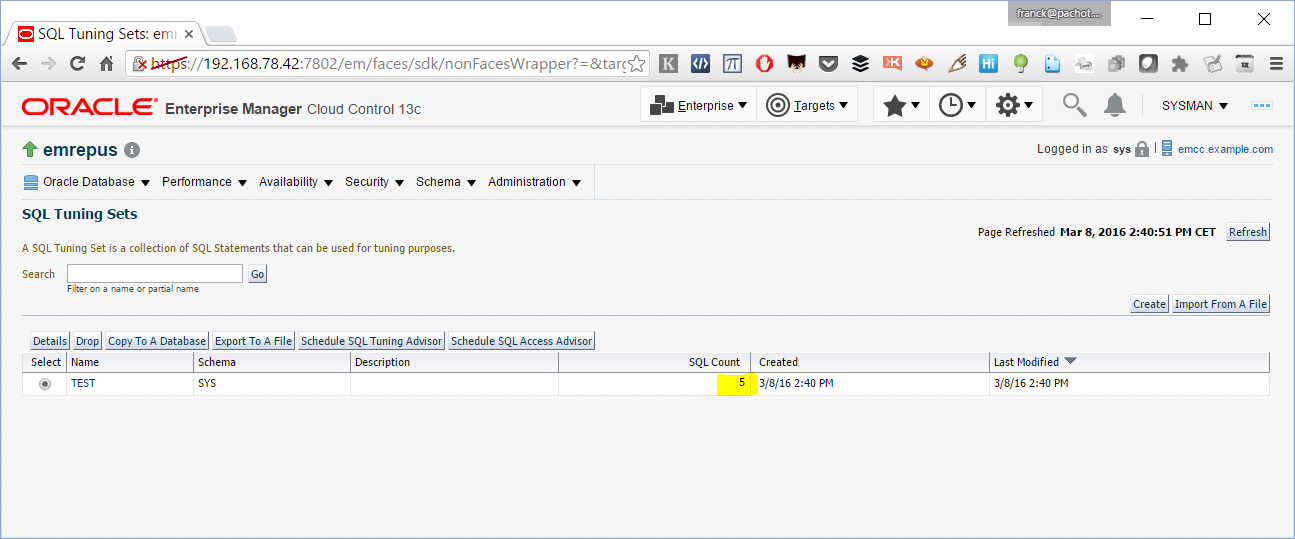 franck@pachot....
SQL Tuning Sets: em
https://192.168.78.42:7802/em/faces/sdk/nonFacesWrapper?=&targ
ORACLE Enterprise Manager Cloud Control 13c
Enterprise Targets SYSMAN
emrepus
Logged in as sys emcc.example.com
Oracle Database Performance Availability Security Schema Administration
SQL Tuning Sets
Page Refreshed Mar 8, 2016 2:40:51 PM CET Refresh
A SQL Tuning Set is a collection of SQL Statements that can be used for tuning purposes.
Search Go
Filter on a name or partial name
Create Import From A File
Details Drop Copy To A Database Export To A File Schedule SQL Tuning Advisor Schedule SQL Access Advisor
Select Name Schema Description SQL Count Created Last Modified
TEST SYS 5 3/8/16 2:40 PM 3/8/16 2:40 PM